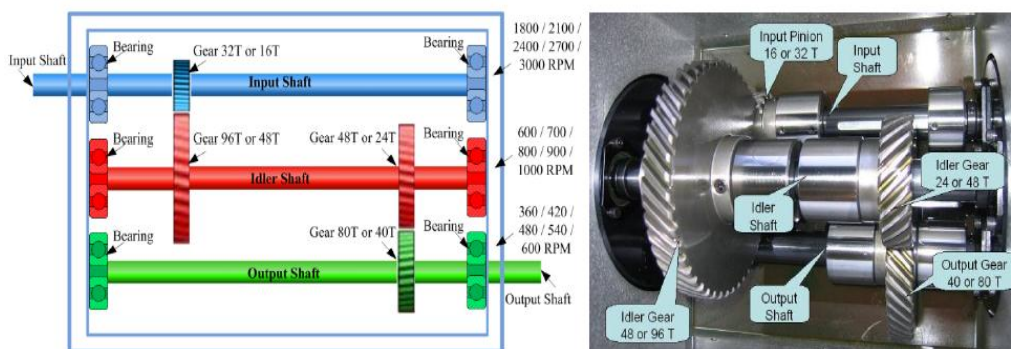 Bearing
Gear 32T or 16T
Bearing
1800 / 2100 /
2400 / 2700 /
3000 RPM
Input Shaft
Input Shaft
Bearing
Gear 96T or 48T
Gear 48T or 24T
Bearing
600 / 700 /
800 / 900 /
1000 RPM
Idler Shaft
Bearing
Gear 80T or 40T
Bearing
360 / 420 /
480 / 540 /
600 RPM
Output Shaft
Output Shaft
Input Pinion
16 or 32 T
Input
Shaft
Idler Gear
24 or 48 T
Idler
Shaft
Output Gear
40 or 80 T
Output
Shaft
Idler Gear
48 or 96 T